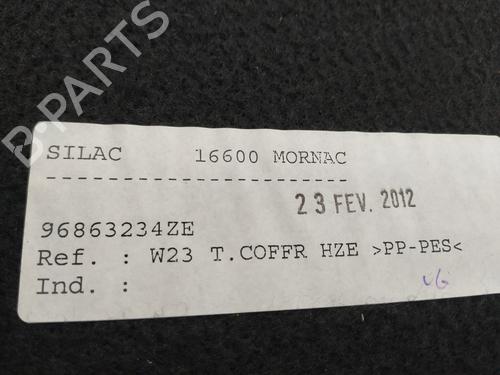 B-PARTS
SILAC 16600 MORNAC
-----------------------
23 FEV. 2012
96863234ZE
Ref. : W23 T.COFFR HZE >PP-PES<
Ind. :